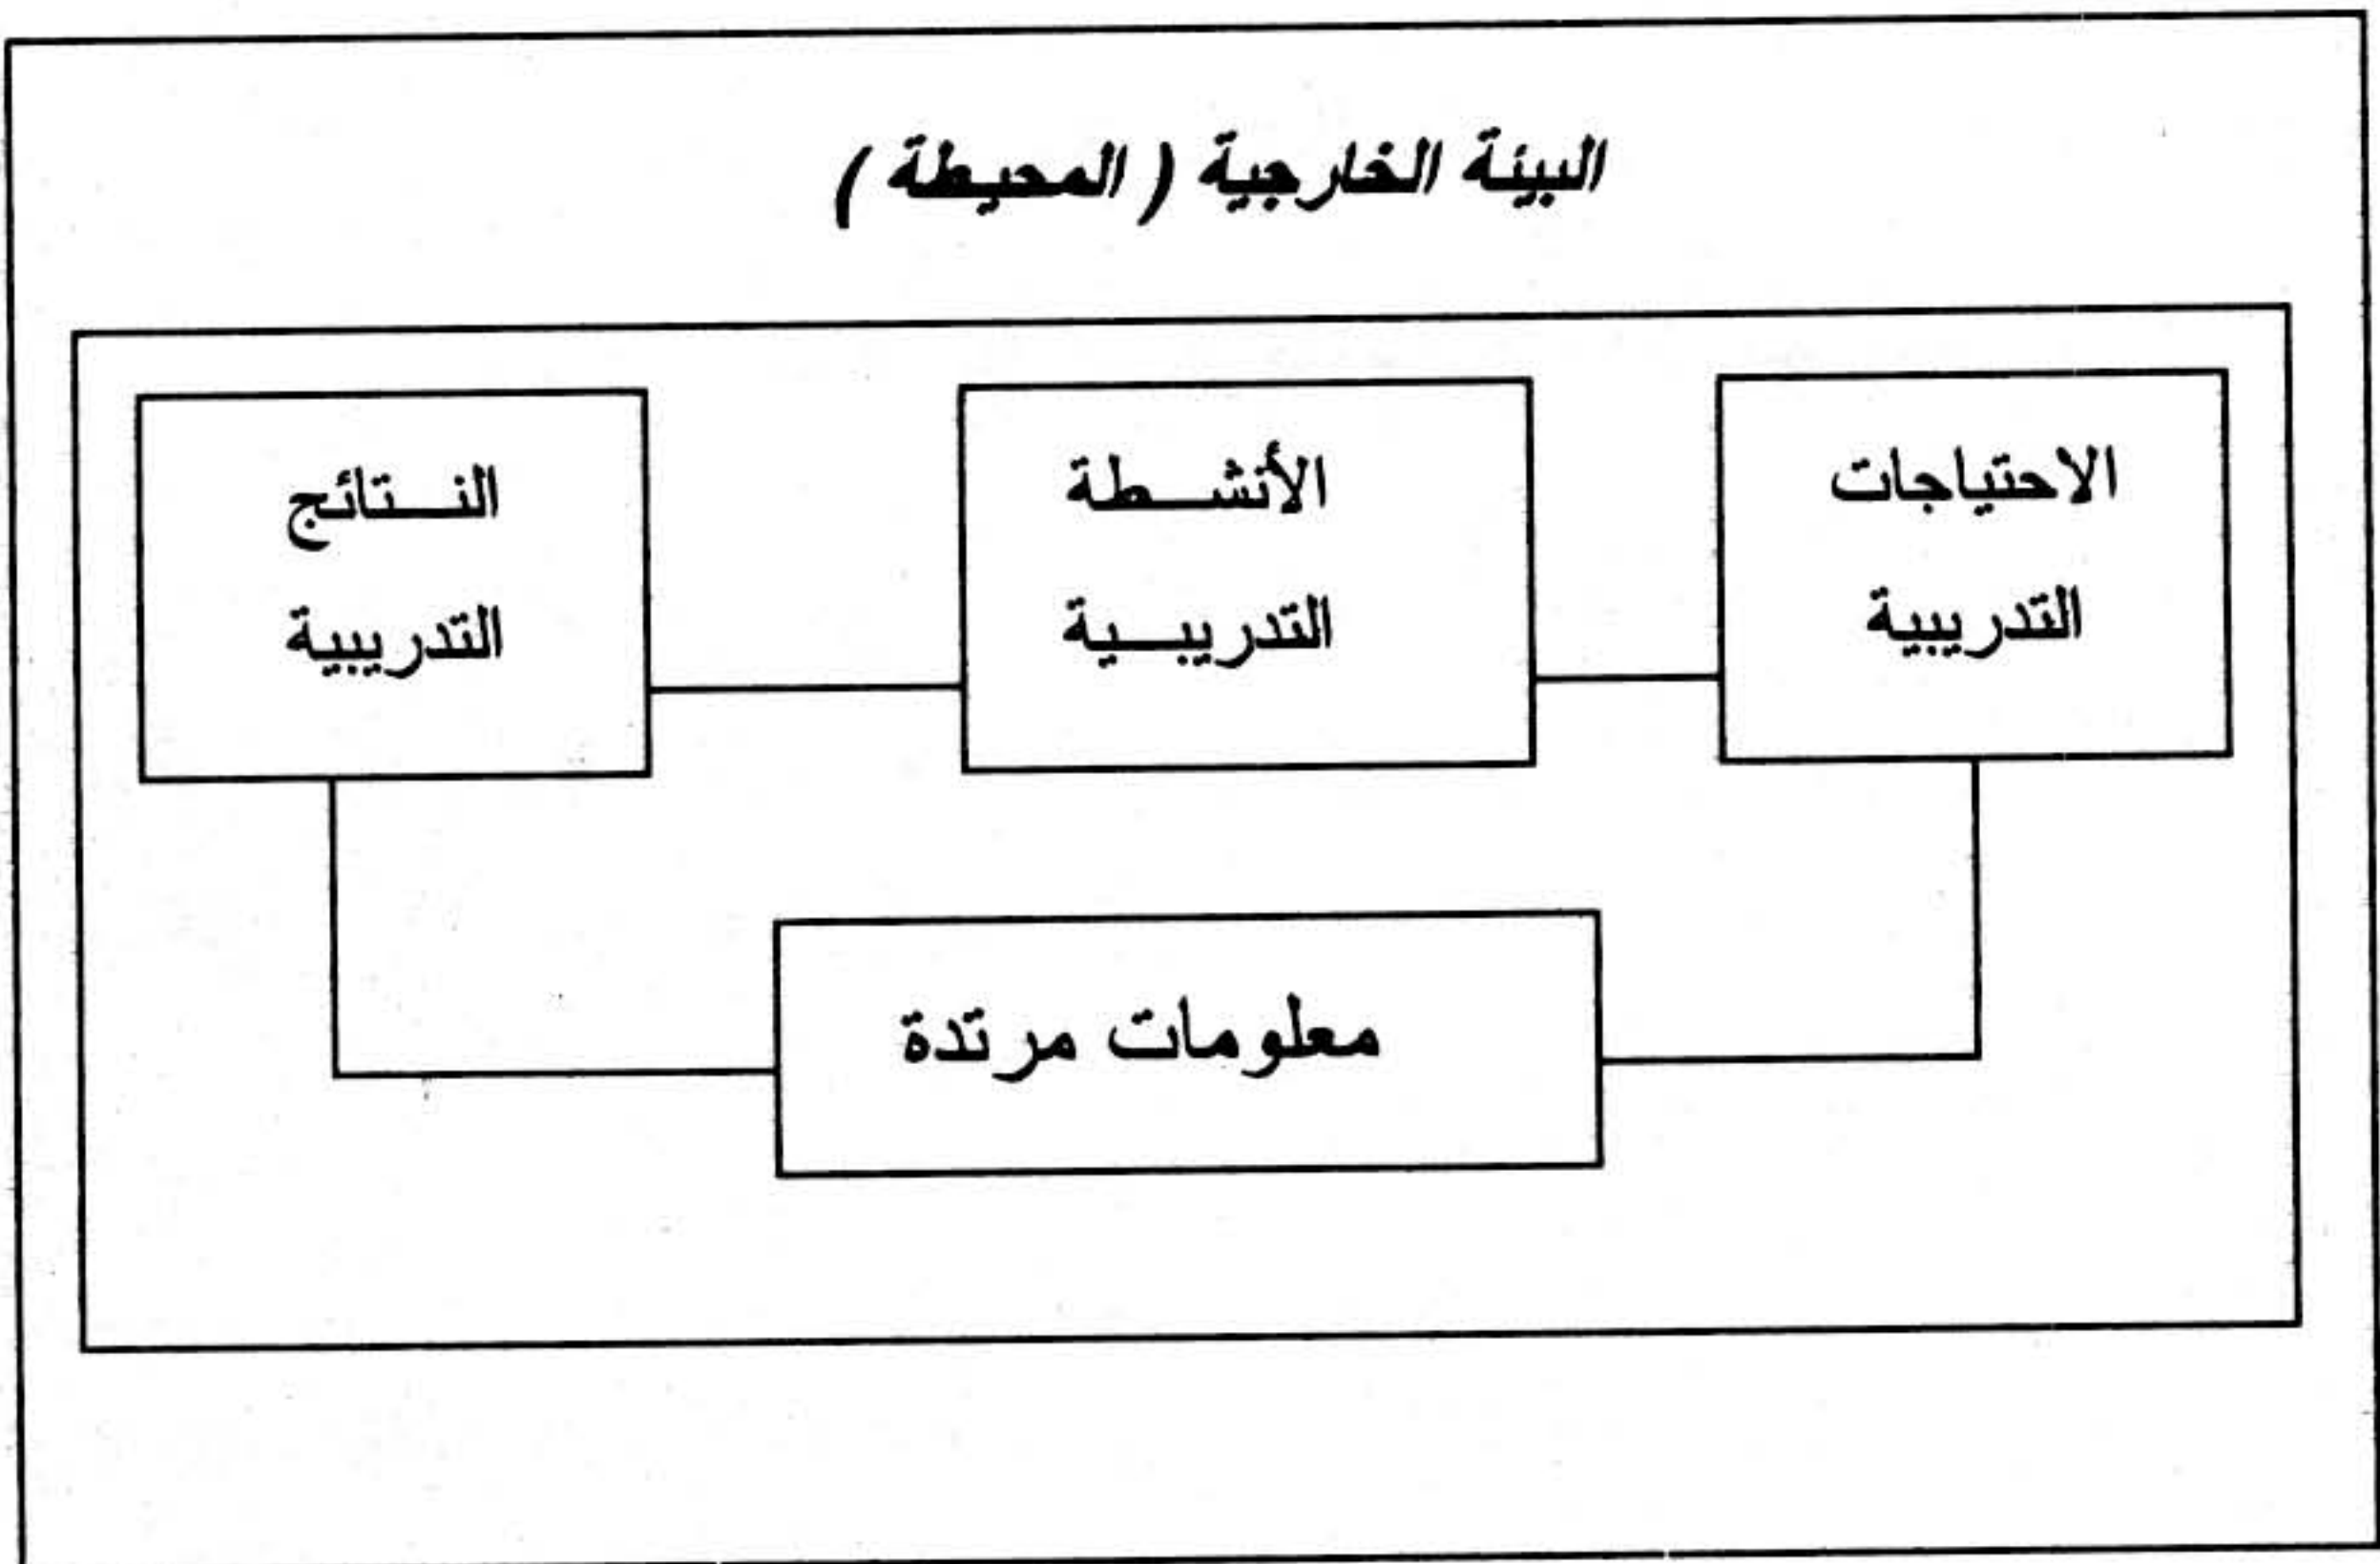 البيئة الخارجية ( المحيطة )
الاحتياجات
التدريبية
الأنشطة
التدريبية
النتائج
التدريبية
معلومات مرتدة